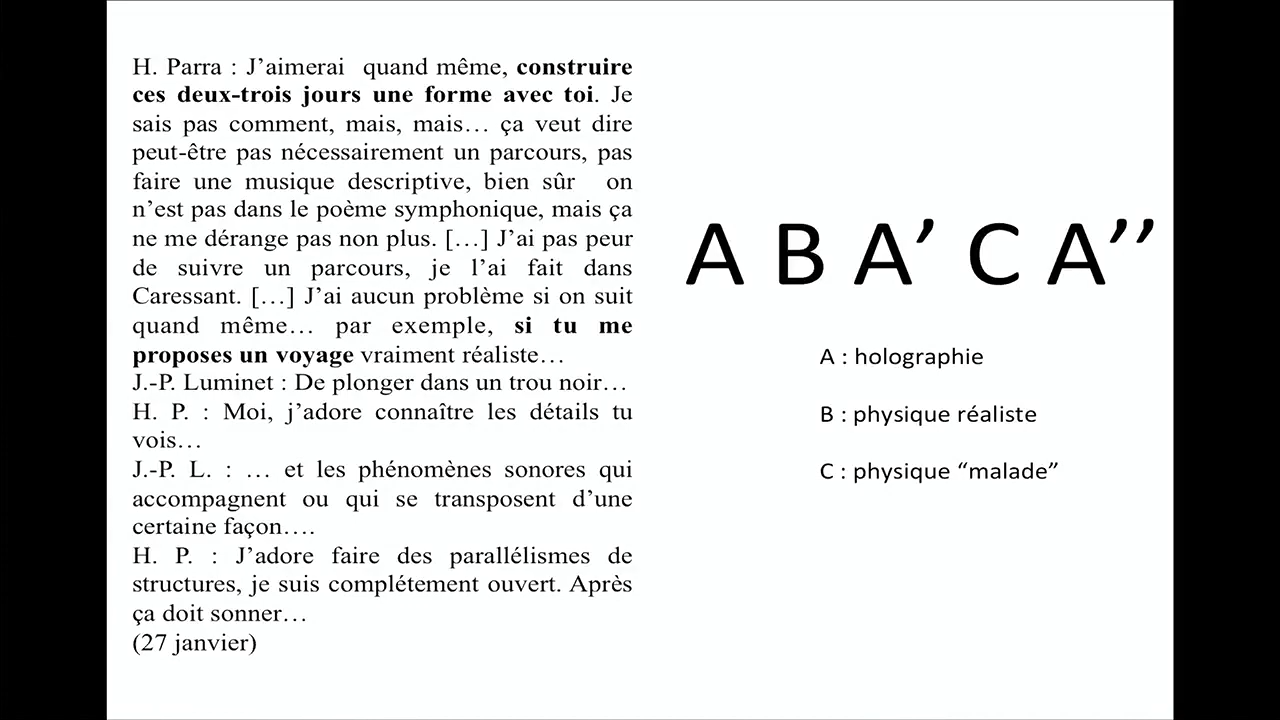 H. Parra : J’aimerai quand même, construire
ces deux-trois jours une forme avec toi. Je
sais pas comment, mais, mais… ça veut dire
peut-être pas nécessairement un parcours, pas
faire une musique descriptive, bien sûr on
n’est pas dans le poème symphonique, mais ça
ne me dérange pas non plus. […] J’ai pas peur
de suivre un parcours, je l’ai fait dans
Caressant. […] J’ai aucun problème si on suit
quand même… par exemple, si tu me
proposes un voyage vraiment réaliste…
J.-P. Luminet : De plonger dans un trou noir…
H. P. : Moi, j’adore connaître les détails tu
vois…
J.-P. L. : … et les phénomènes sonores qui
accompagnent ou qui se transposent d’une
certaine façon….
H. P. : J’adore faire des parallélismes de
structures, je suis complétement ouvert. Après
ça doit sonner…
(27 janvier)
A B A’ C A’’
A : holographie
B : physique réaliste
C : physique “malade”